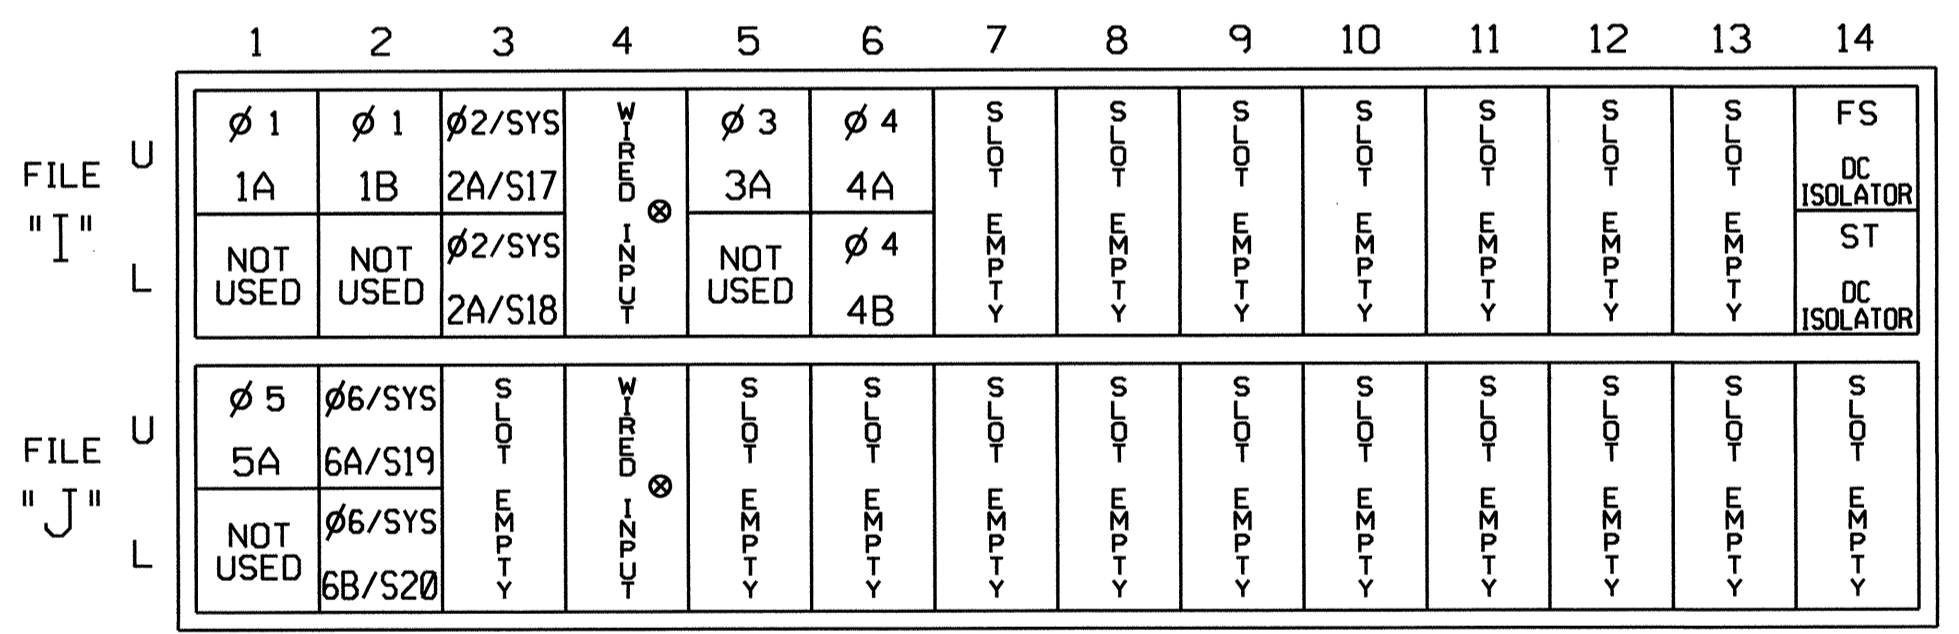 1 2 3 4 5 6 7 8 9 10 11 12 13 14
FILE "I"
U
L
Ø 1
1A
NOT USED
Ø 1
1B
NOT USED
Ø2/SYS
2A/S17
Ø2/SYS
2A/S18
WIRED INPUT ⊗
Ø 3
3A
NOT USED
Ø 4
4A
Ø 4
4B
SLOT EMPTY
SLOT EMPTY
SLOT EMPTY
SLOT EMPTY
SLOT EMPTY
SLOT EMPTY
SLOT EMPTY
FS
DC
ISOLATOR
ST
DC
ISOLATOR
FILE "J"
U
L
Ø 5
5A
NOT USED
Ø6/SYS
6A/S19
Ø6/SYS
6B/S20
SLOT EMPTY
WIRED INPUT ⊗
SLOT EMPTY
SLOT EMPTY
SLOT EMPTY
SLOT EMPTY
SLOT EMPTY
SLOT EMPTY
SLOT EMPTY
SLOT EMPTY
SLOT EMPTY
SLOT EMPTY